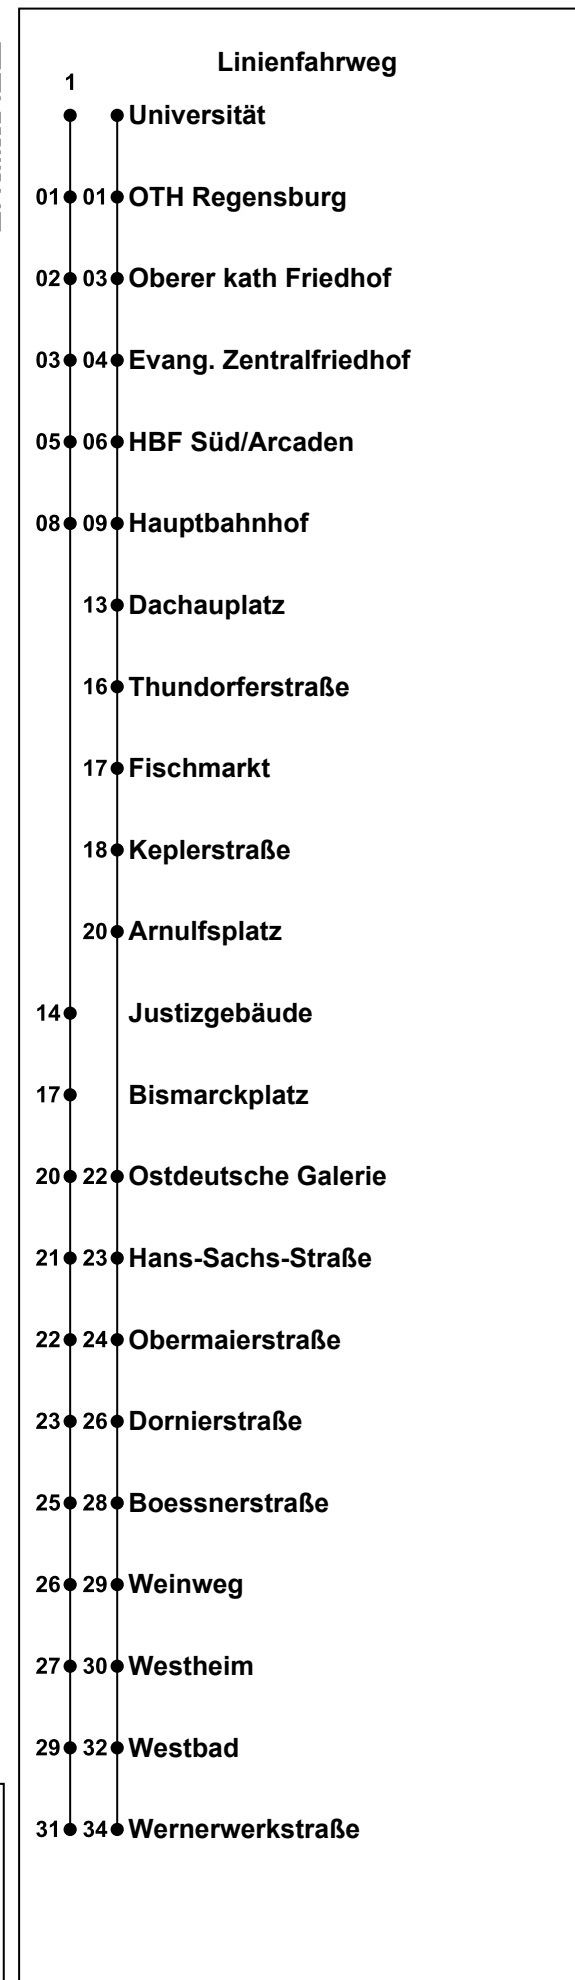 Linienfahrweg
1
Universität
01 01 OTH Regensburg
02 03 Oberer kath Friedhof
03 04 Evang. Zentralfriedhof
05 06 HBF Süd/Arcaden
08 09 Hauptbahnhof
13 Dachauplatz
16 Thundorferstraße
17 Fischmarkt
18 Keplerstraße
20 Arnulfsplatz
14 Justizgebäude
17 Bismarckplatz
20 22 Ostdeutsche Galerie
21 23 Hans-Sachs-Straße
22 24 Obermaierstraße
23 26 Dornierstraße
25 28 Boessnerstraße
26 29 Weinweg
27 30 Westheim
29 32 Westbad
31 34 Wernerwerkstraße